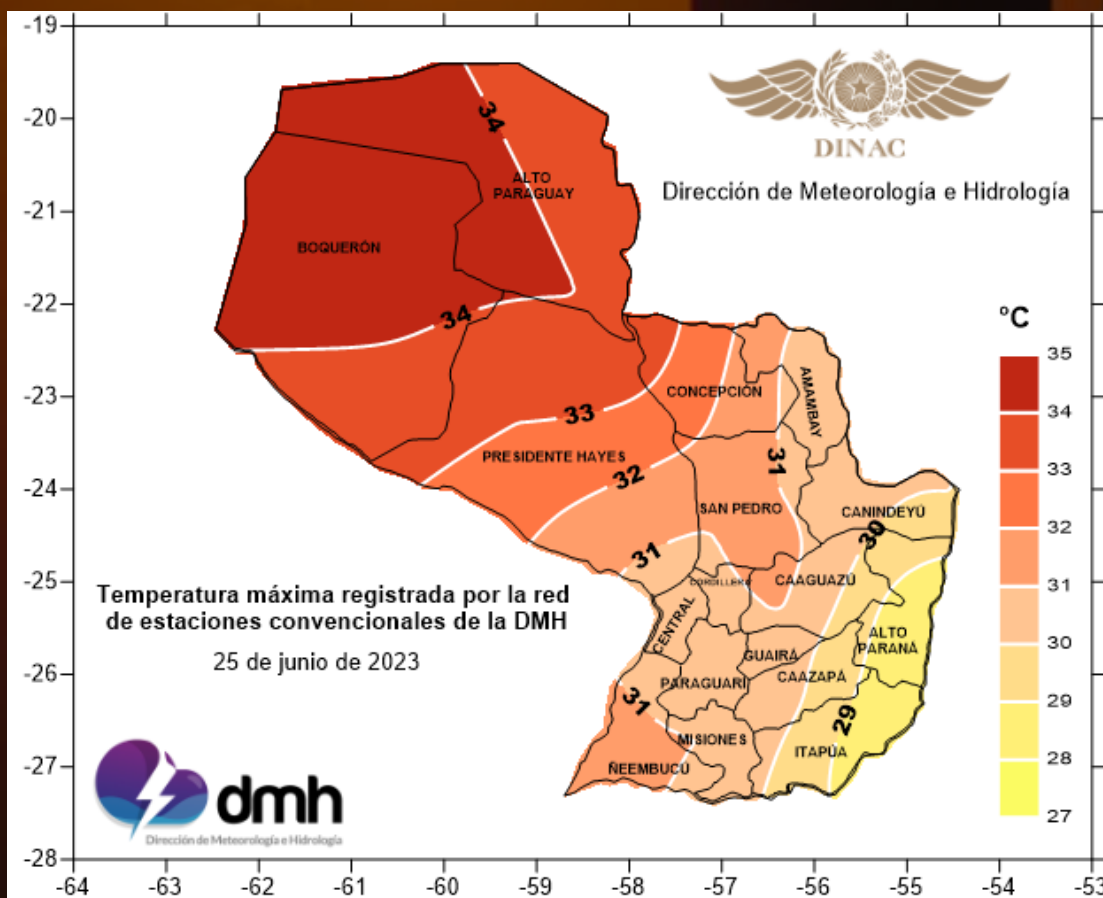 -19
-20
-21
-22
-23
-24
-25
-26
-27
-28
-64
-63
-62
-61
-60
-59
-58
-57
-56
-55
-54
-53
DINAC
Dirección de Meteorología e Hidrología
34
ALTO
PARAGUAY
BOQUERÓN
34
33
CONCEPCIÓN
AMAMBAY
PRESIDENTE HAYES
32
31
SAN PEDRO
CANINDEYÚ
30
31
CORDILLERA
CAAGUAZÚ
CENTRAL
ALTO
PARANÁ
GUAIRÁ
CAAZAPÁ
PARAGUARÍ
31
29
MISIONES
ITAPÚA
ÑEEMBUCÚ
°C
35
34
33
32
31
30
29
28
27
Temperatura máxima registrada por la red
de estaciones convencionales de la DMH
25 de junio de 2023
dmh
Dirección de Meteorología e Hidrología